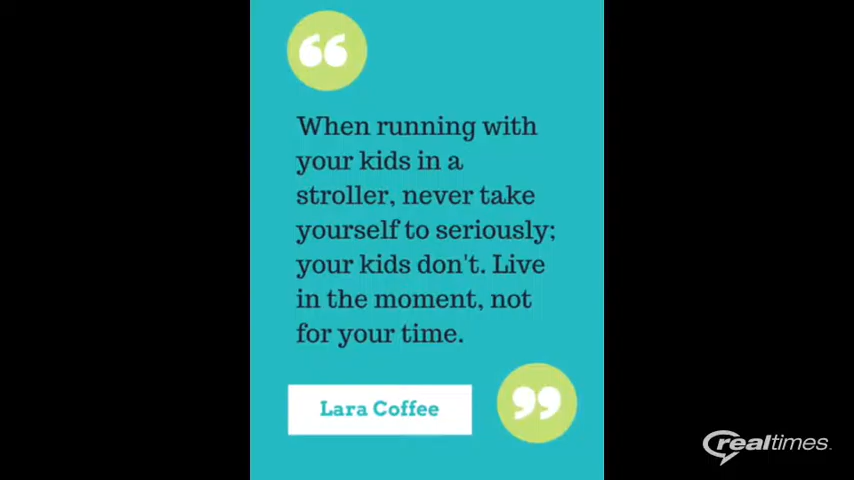 “
When running with
your kids in a
stroller, never take
yourself to seriously;
your kids don't. Live
in the moment, not
for your time.
Lara Coffee
”
realtimes.